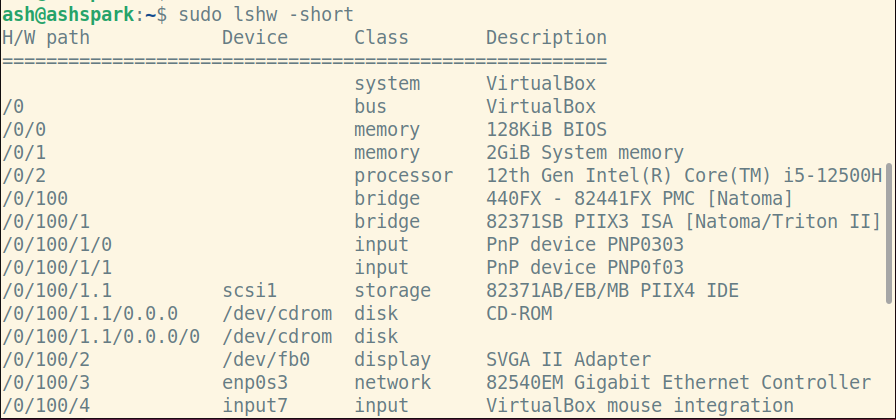 ash@ashspark:~$ sudo lshw -short
H/W path            Device      Class       Description
=======================================================
                                system      VirtualBox
/0                              bus         VirtualBox
/0/0                            memory      128KiB BIOS
/0/1                            memory      2GiB System memory
/0/2                            processor   12th Gen Intel(R) Core(TM) i5-12500H
/0/100                          bridge      440FX - 82441FX PMC [Natoma]
/0/100/1                        bridge      82371SB PIIX3 ISA [Natoma/Triton II]
/0/100/1/0                      input       PnP device PNP0303
/0/100/1/1                      input       PnP device PNP0f03
/0/100/1.1          scsi1       storage     82371AB/EB/MB PIIX4 IDE
/0/100/1.1/0.0.0    /dev/cdrom  disk        CD-ROM
/0/100/1.1/0.0.0/0  /dev/cdrom  disk
/0/100/2            /dev/fb0    display     SVGA II Adapter
/0/100/3            enp0s3      network     82540EM Gigabit Ethernet Controller
/0/100/4            input7      input       VirtualBox mouse integration